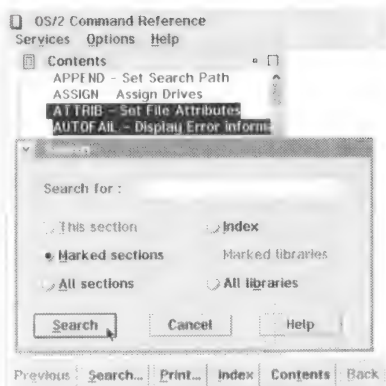 OS/2 Command Reference
Services Options Help
Contents
APPEND - Set Search Path
ASSIGN Assign Drives
ATTRIB - Set File Attributes
AUTOFAIL - Display Error Inform
Search for :
This section
Index
Marked sections
Marked libraries
All sections
All libraries
Search Cancel Help
Previous Search... Print... Index Contents Back